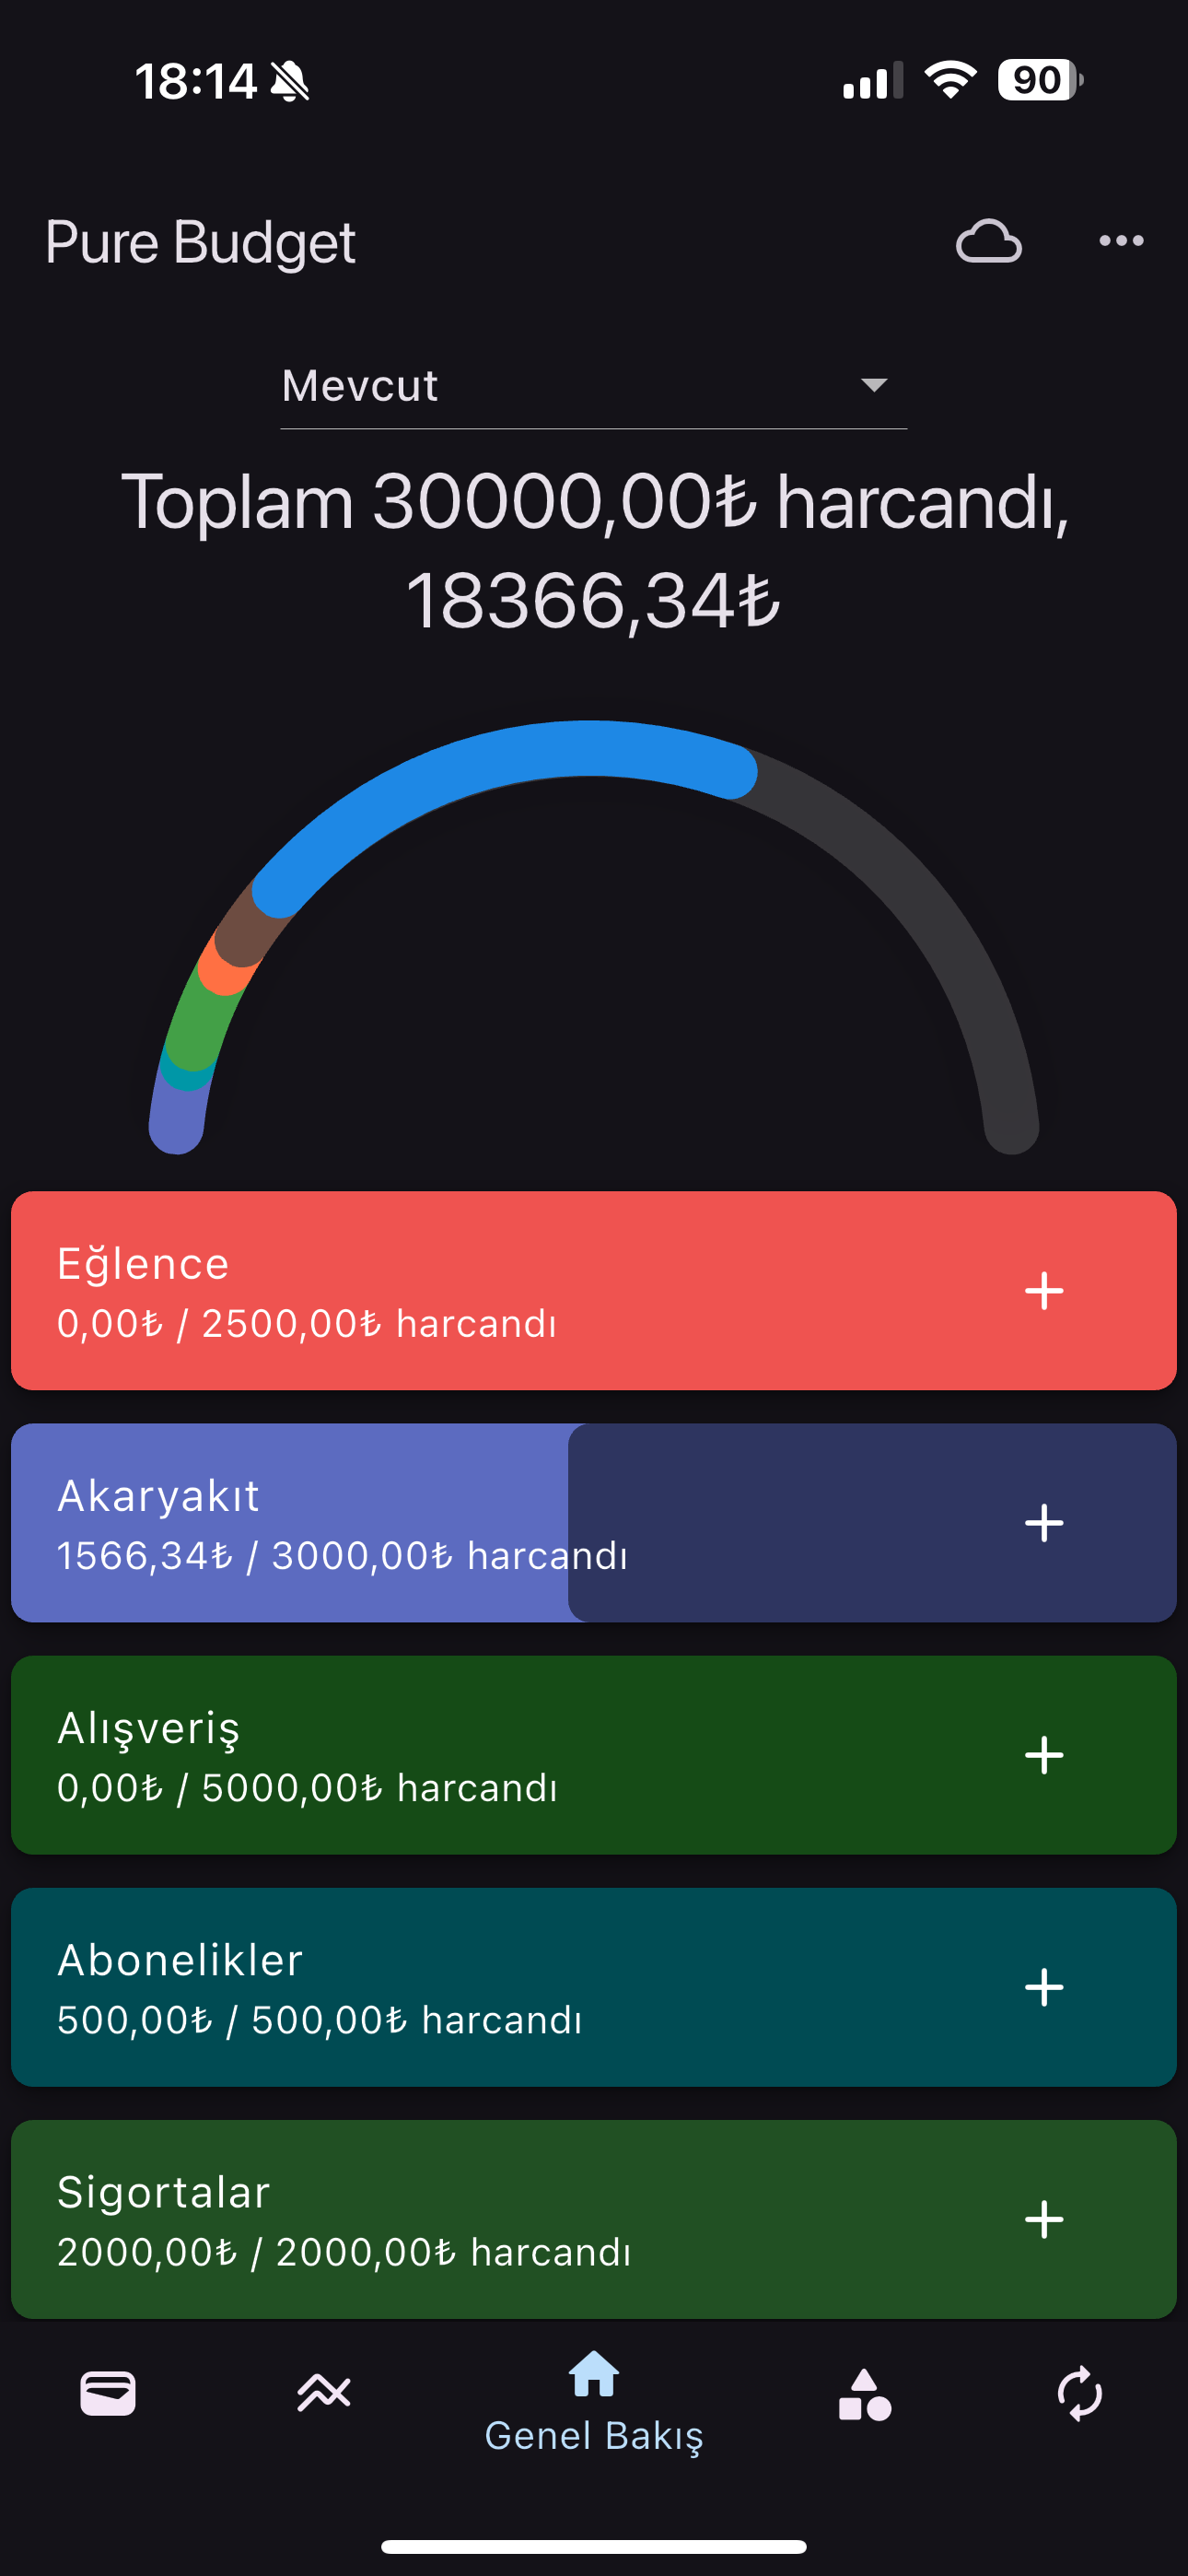 18:14
90
Pure Budget
Mevcut
Toplam 30000,00₺ harcandı,
18366,34₺
Eğlence
0,00₺ / 2500,00₺ harcandı
Akaryakıt
1566,34₺ / 3000,00₺ harcandı
Alışveriş
0,00₺ / 5000,00₺ harcandı
Abonelikler
500,00₺ / 500,00₺ harcandı
Sigortalar
2000,00₺ / 2000,00₺ harcandı
Genel Bakış